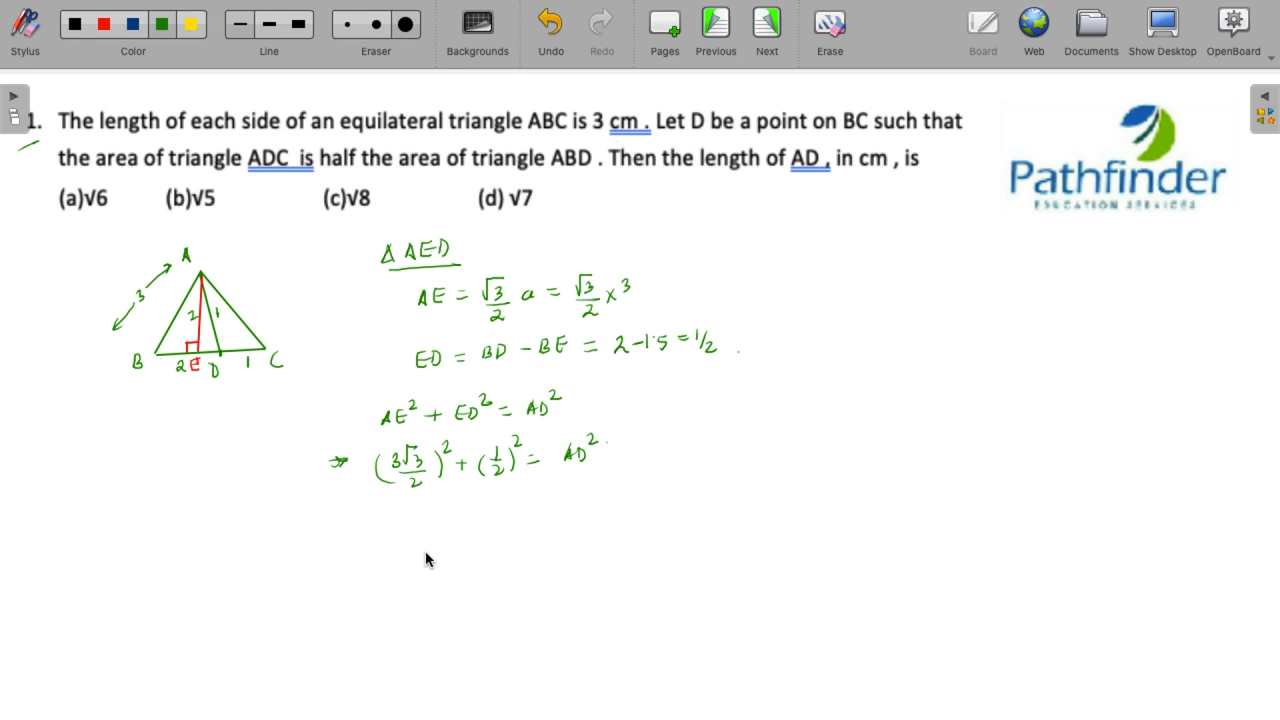 Stylus
Color
Line
Eraser
Backgrounds
Undo
Redo
Pages
Previous
Next
Erase
Board
Web
Documents
Show Desktop
OpenBoard
1. The length of each side of an equilateral triangle ABC is 3 cm . Let D be a point on BC such that
the area of triangle ADC is half the area of triangle ABD . Then the length of AD , in cm , is
(a)√6 (b)√5 (c)√8 (d) √7
Pathfinder
EDUCATION SERVICES
A
3
2 1
B 2 E D 1 C
Δ AED
AE = √3/2 a = √3/2 × 3
ED = BD - BE = 2 - 1.5 = 1/2
AE² + ED² = AD²
⇒ (3√3/2)² + (1/2)² = AD²